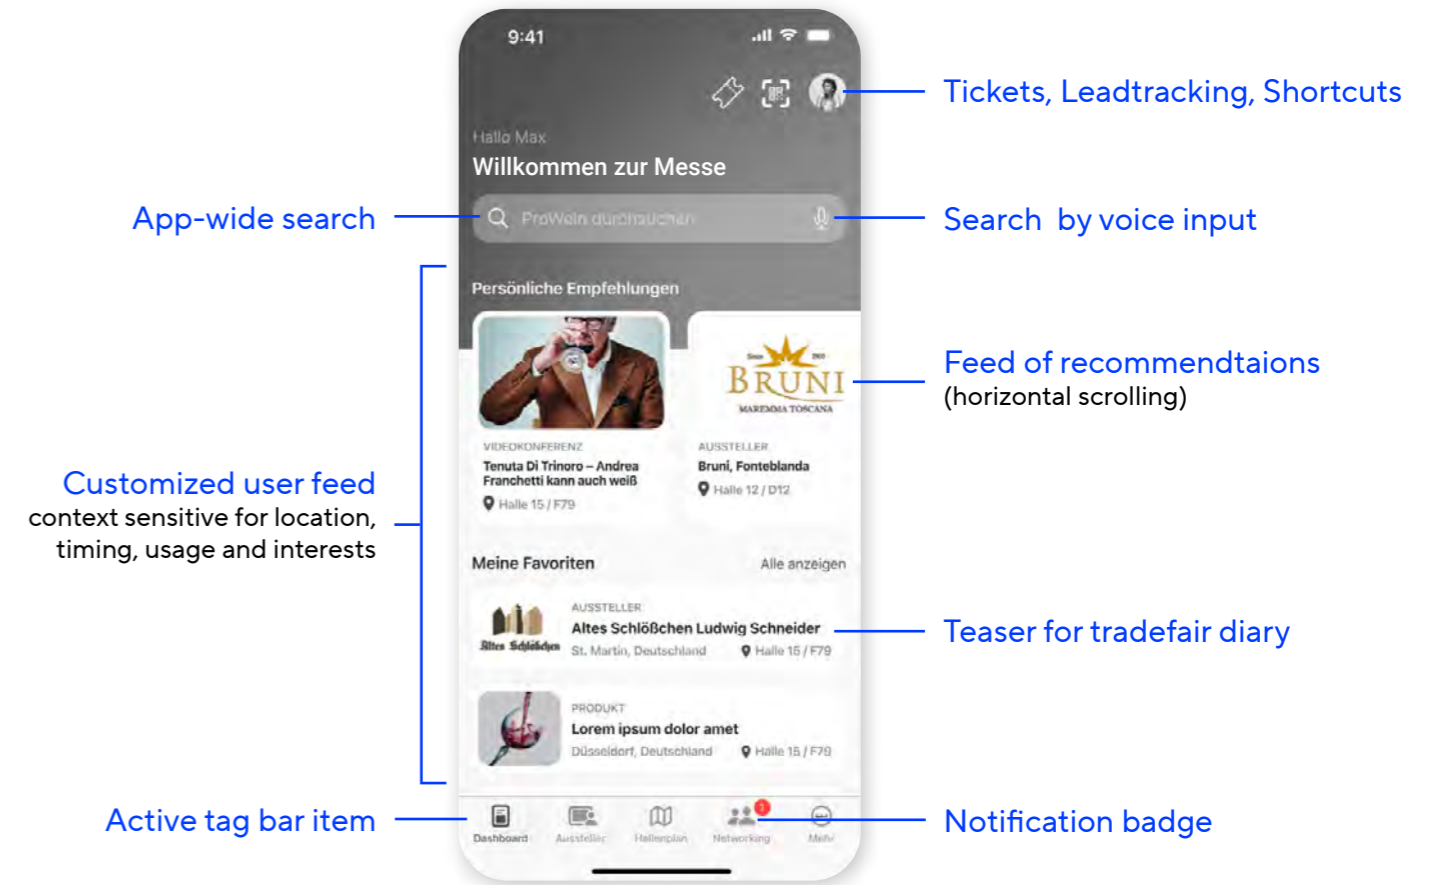 9:41
Tickets, Leadtracking, Shortcuts
Hallo Max
Willkommen zur Messe
App-wide search
ProWein durchsuchen
Search by voice input
Persönliche Empfehlungen
Since
BRUNI
MAREMMA TOSCANA
Feed of recommendtaions
(horizontal scrolling)
VIDEOKONFERENZ
Tenuta Di Trinoro – Andrea
Franchetti kann auch weiß
Halle 15 / F79
AUSSTELLER
Bruni, Fonteblanda
Halle 12 / D12
Customized user feed
context sensitive for location,
timing, usage and interests
Meine Favoriten
Alle anzeigen
Altes Schlößchen
AUSSTELLER
Altes Schlößchen Ludwig Schneider
St. Martin, Deutschland
Halle 15 / F79
Teaser for tradefair diary
PRODUKT
Lorem ipsum dolor amet
Düsseldorf, Deutschland
Halle 15 / F79
Active tag bar item
Dashboard
Aussteller
Hallenplan
1
Networking
Mehr
Notification badge